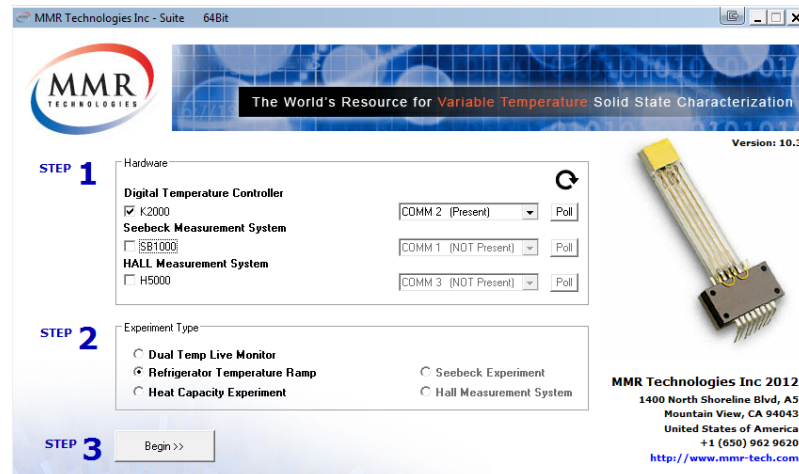 MMR Technologies Inc - Suite 64Bit
MMR
TECHNOLOGIES
The World's Resource for Variable Temperature Solid State Characterization
Version: 10.3
STEP 1
Hardware
Digital Temperature Controller
K2000
COMM 2 (Present)
Poll
Seebeck Measurement System
SB1000
COMM 1 (NOT Present)
Poll
HALL Measurement System
H5000
COMM 3 (NOT Present)
Poll
STEP 2
Experiment Type
Dual Temp Live Monitor
Refrigerator Temperature Ramp
Seebeck Experiment
Heat Capacity Experiment
Hall Measurement System
STEP 3
Begin >>
MMR Technologies Inc 2012
1400 North Shoreline Blvd, A5
Mountain View, CA 94043
United States of America
+1 (650) 962 9620
http://www.mmr-tech.com